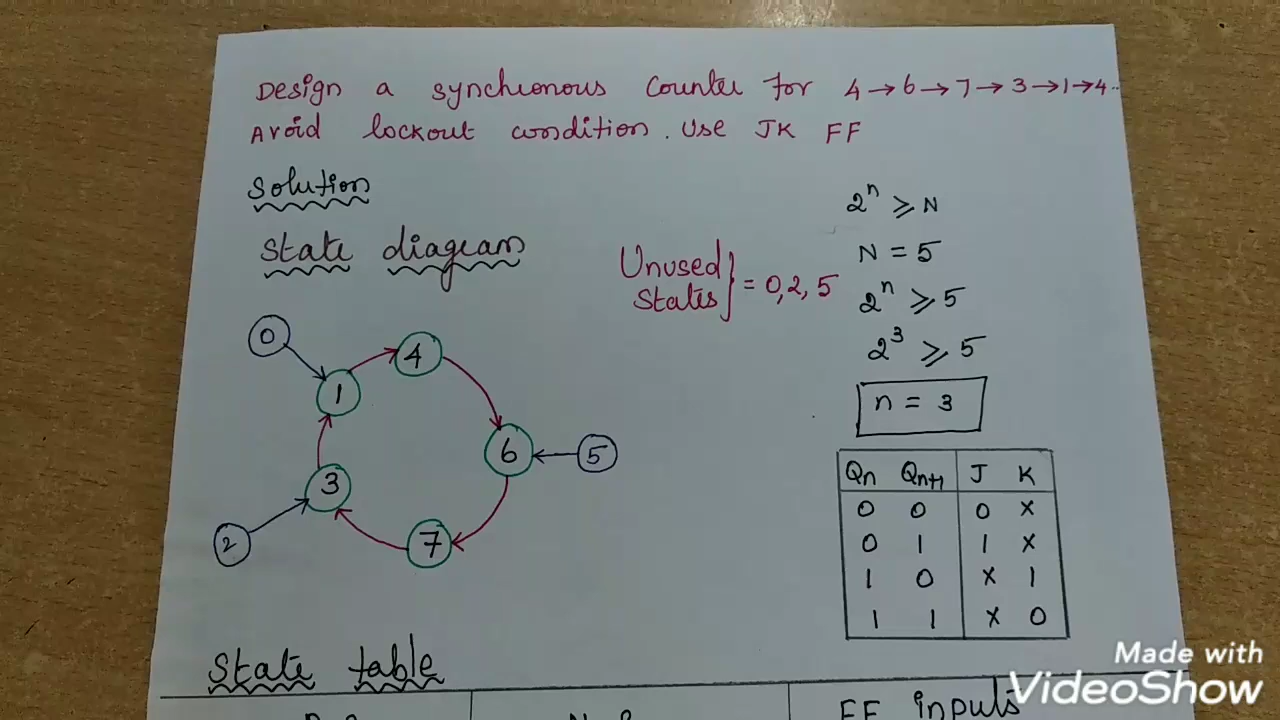 Design a synchronous Counter for 4→6→7→3→1→4..
Avoid lockout condition. Use JK FF
Solution
State diagram
Unused States } = 0,2,5
2ⁿ ⩾ N
N = 5
2ⁿ ⩾ 5
2³ ⩾ 5
n = 3
0
1
4
6
5
7
3
2
Qn Qn+1 J K
0 0 0 x
0 1 1 x
1 0 x 1
1 1 x 0
State table
FF inputs
Made with
VideoShow